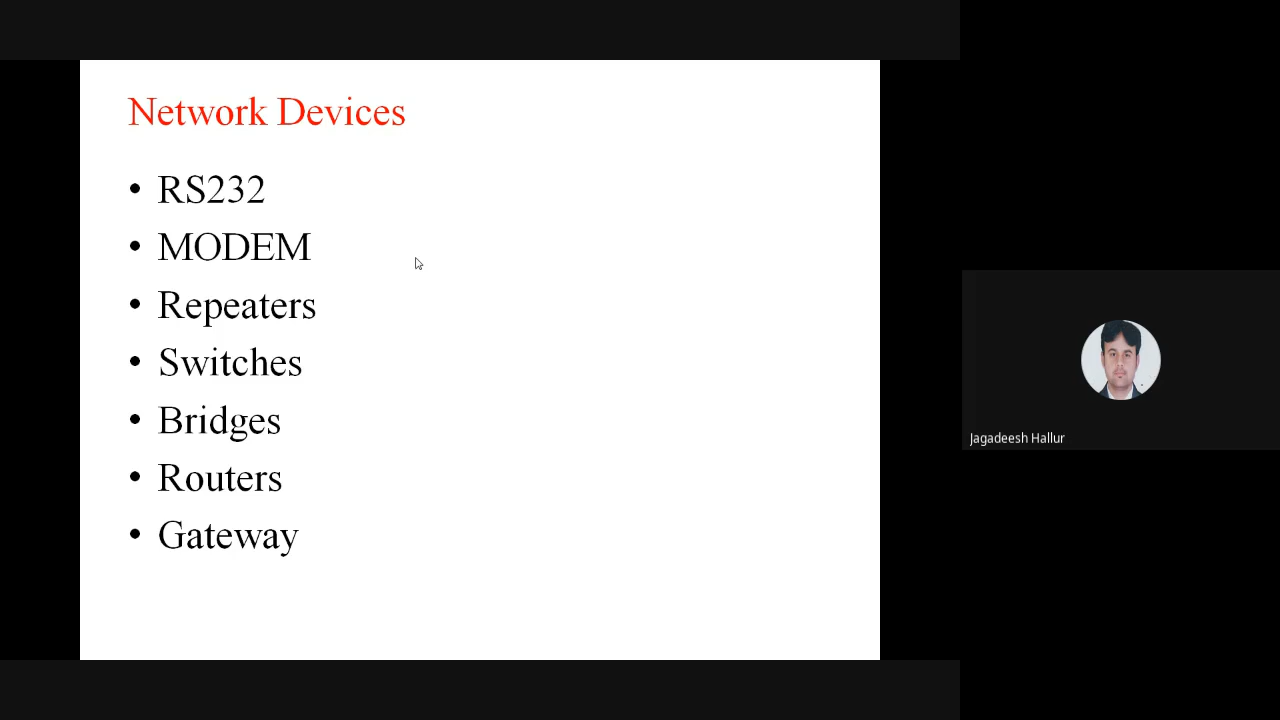 Network Devices
• RS232
• MODEM
• Repeaters
• Switches
• Bridges
• Routers
• Gateway
Jagadeesh Hallur